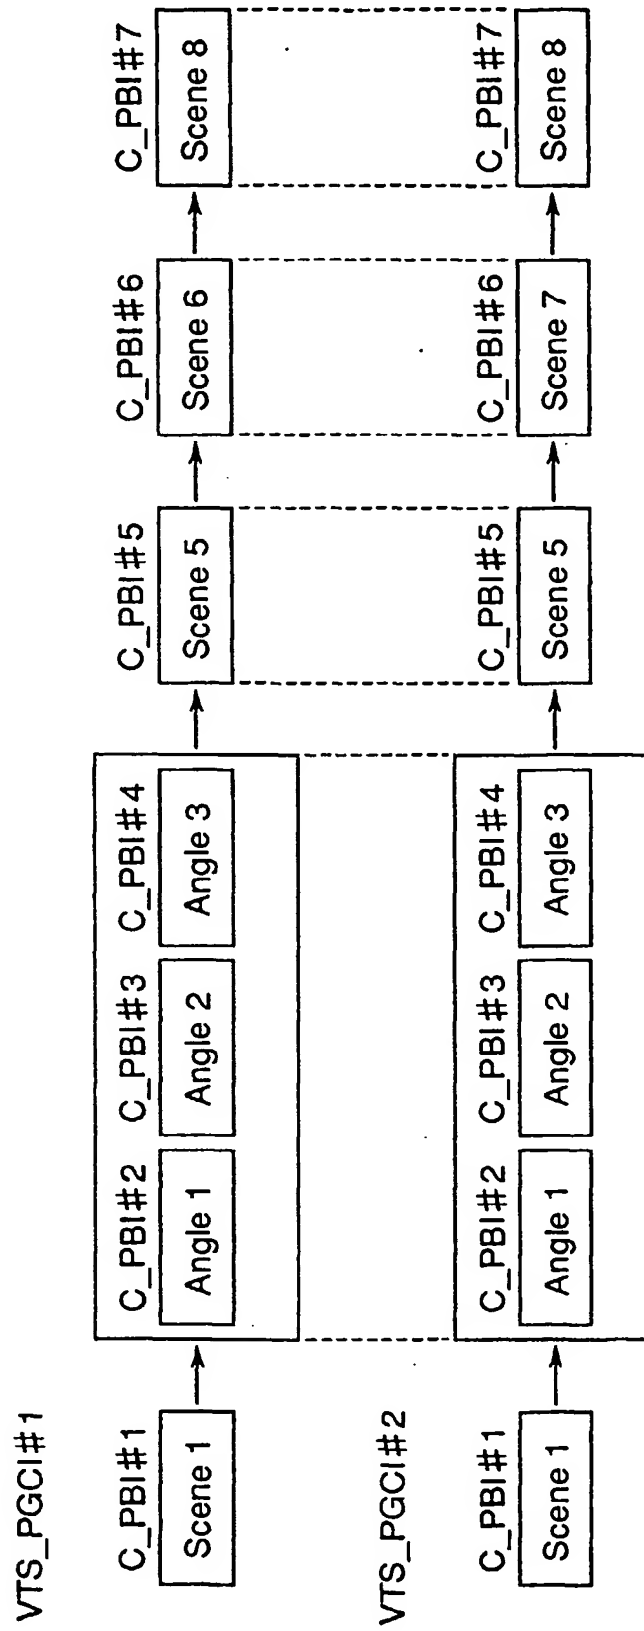 VTS_PGCI#1
C_PBI#1
C_PBI#2
C_PBI#3
C_PBI#4
C_PBI#5
C_PBI#6
C_PBI#7
Scene 1
Angle 1
Angle 2
Angle 3
Scene 5
Scene 6
Scene 8
VTS_PGCI#2
C_PBI#1
C_PBI#2
C_PBI#3
C_PBI#4
C_PBI#5
C_PBI#6
C_PBI#7
Scene 1
Angle 1
Angle 2
Angle 3
Scene 5
Scene 7
Scene 8